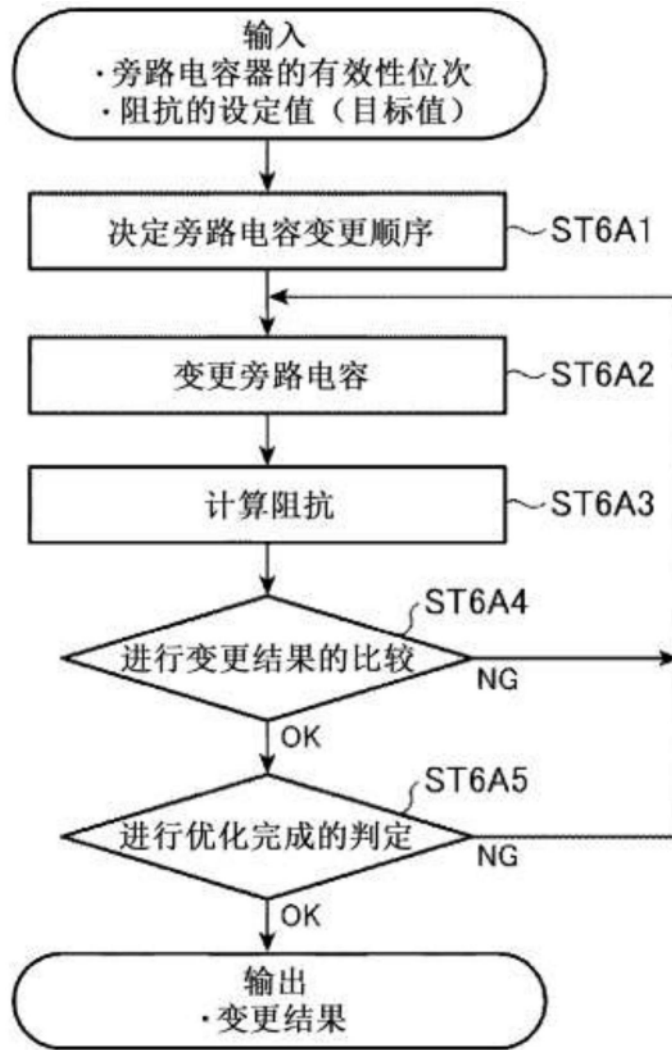 输入
·旁路电容器的有效性位次
·阻抗的设定值（目标值）
决定旁路电容变更顺序
ST6A1
变更旁路电容
ST6A2
计算阻抗
ST6A3
ST6A4
进行变更结果的比较
NG
OK
ST6A5
进行优化完成的判定
NG
OK
输出
·变更结果